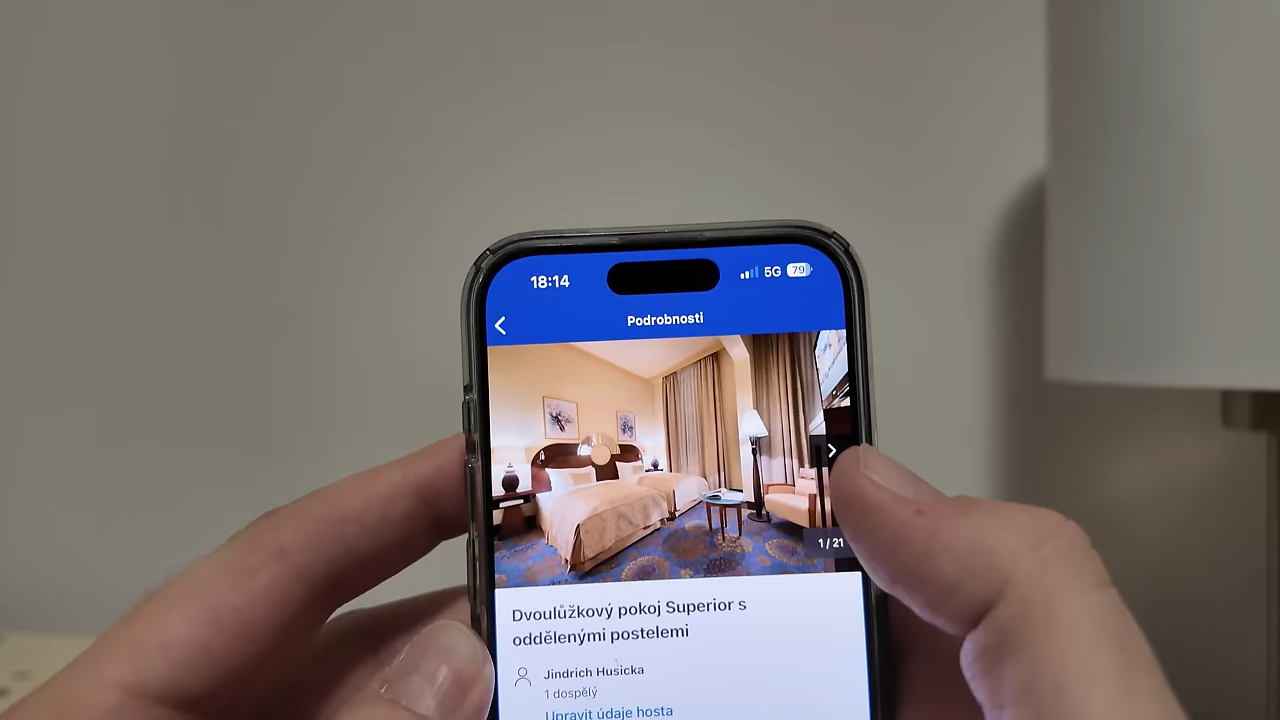 18:14
5G 79
Podrobnosti
1 / 21
Dvoulůžkový pokoj Superior s
oddělenými postelemi
Jindrich Husicka
1 dospělý
Upravit údaje hosta